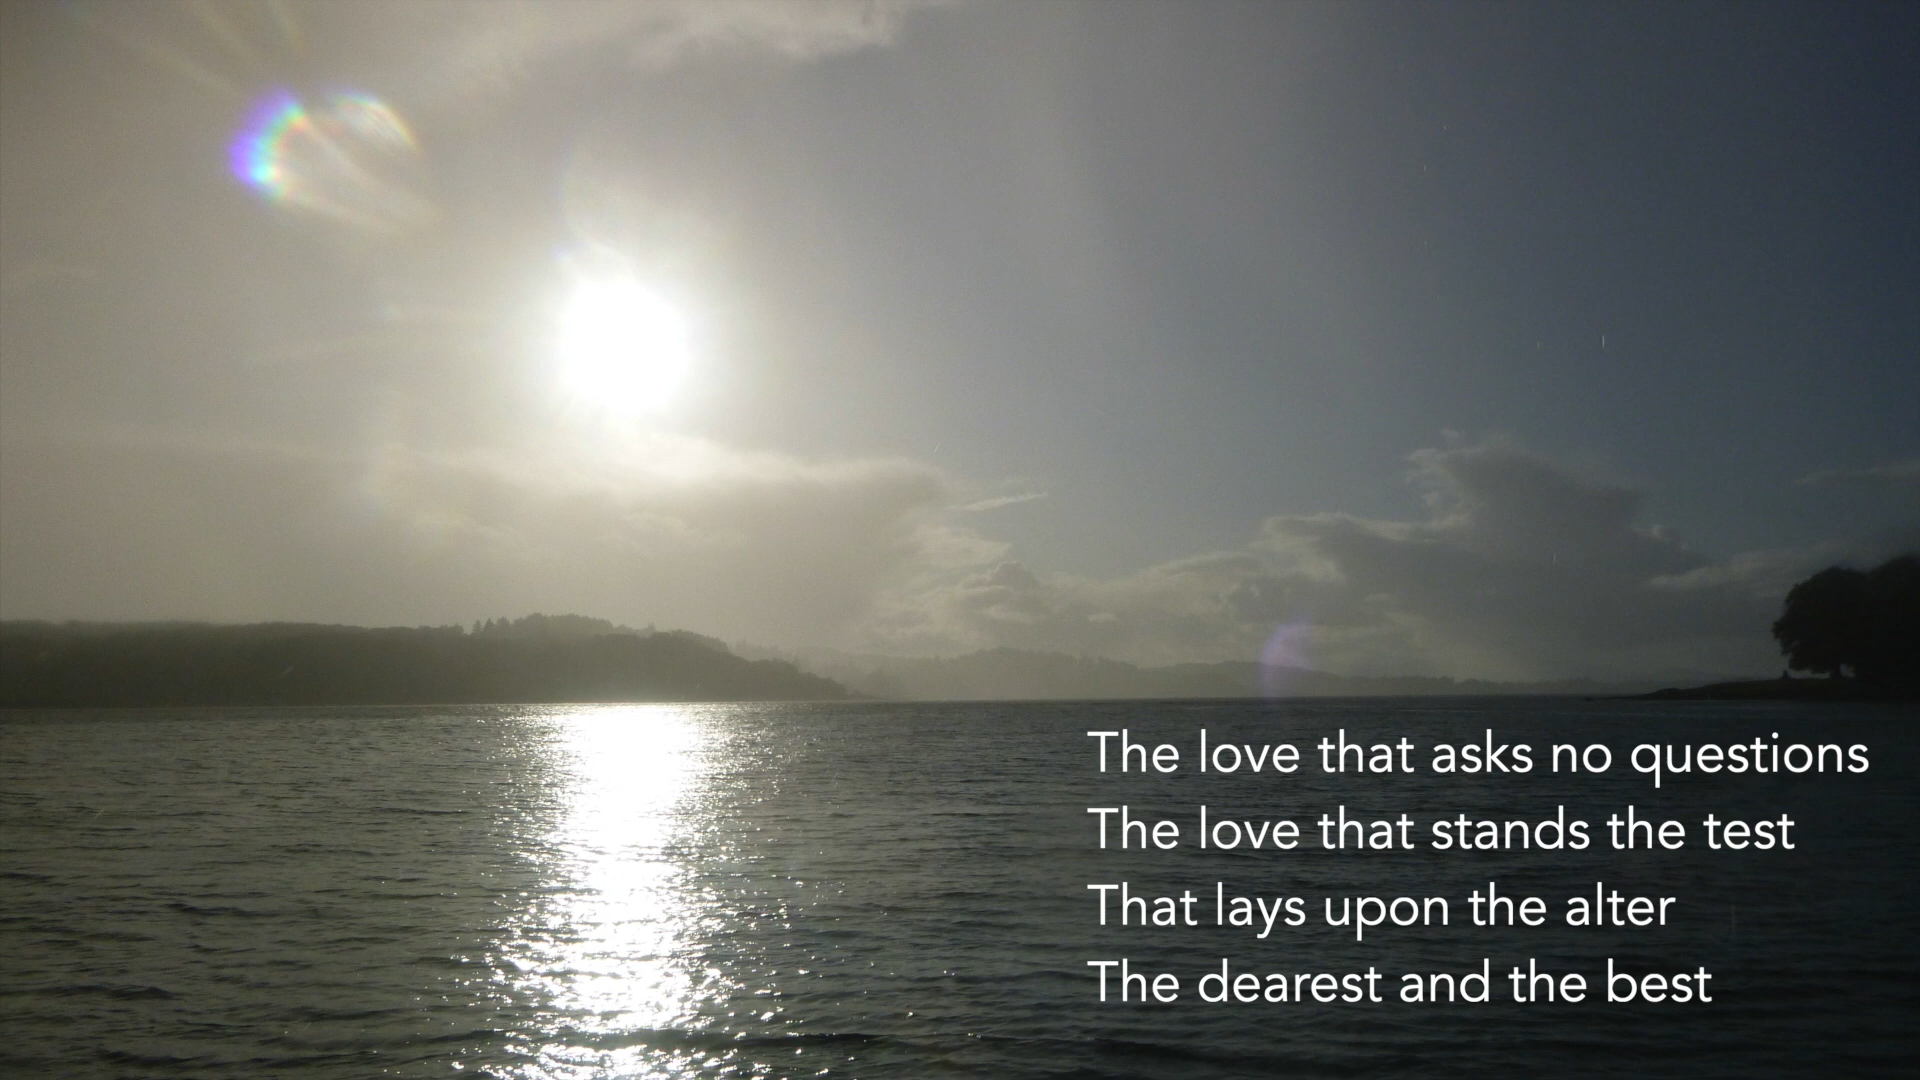 The love that asks no questions
The love that stands the test
That lays upon the alter
The dearest and the best